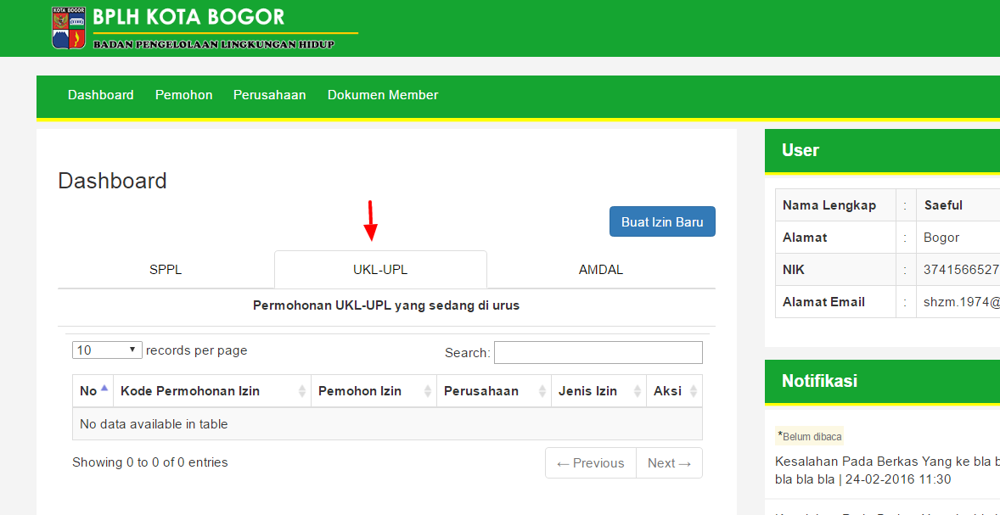 KOTA BOGOR
BPLH KOTA BOGOR
BADAN PENGELOLAAN LINGKUNGAN HIDUP
Dashboard Pemohon Perusahaan Dokumen Member
Dashboard
Buat Izin Baru
SPPL UKL-UPL AMDAL
Permohonan UKL-UPL yang sedang di urus
10 records per page Search:
No Kode Permohonan Izin Pemohon Izin Perusahaan Jenis Izin Aksi
No data available in table
Showing 0 to 0 of 0 entries ← Previous Next →
User
Nama Lengkap : Saeful
Alamat : Bogor
NIK : 3741566527
Alamat Email : shzm.1974@
Notifikasi
*Belum dibaca
Kesalahan Pada Berkas Yang ke bla b
bla bla bla | 24-02-2016 11:30